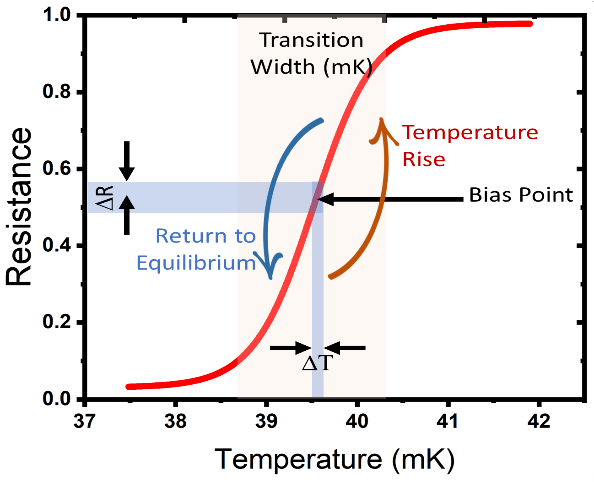 1.0
0.8
0.6
0.4
0.2
0.0
Resistance
Transition
Width (mK)
Temperature
Rise
Bias Point
ΔR
Return to
Equilibrium
ΔT
37
38
39
40
41
42
Temperature (mK)